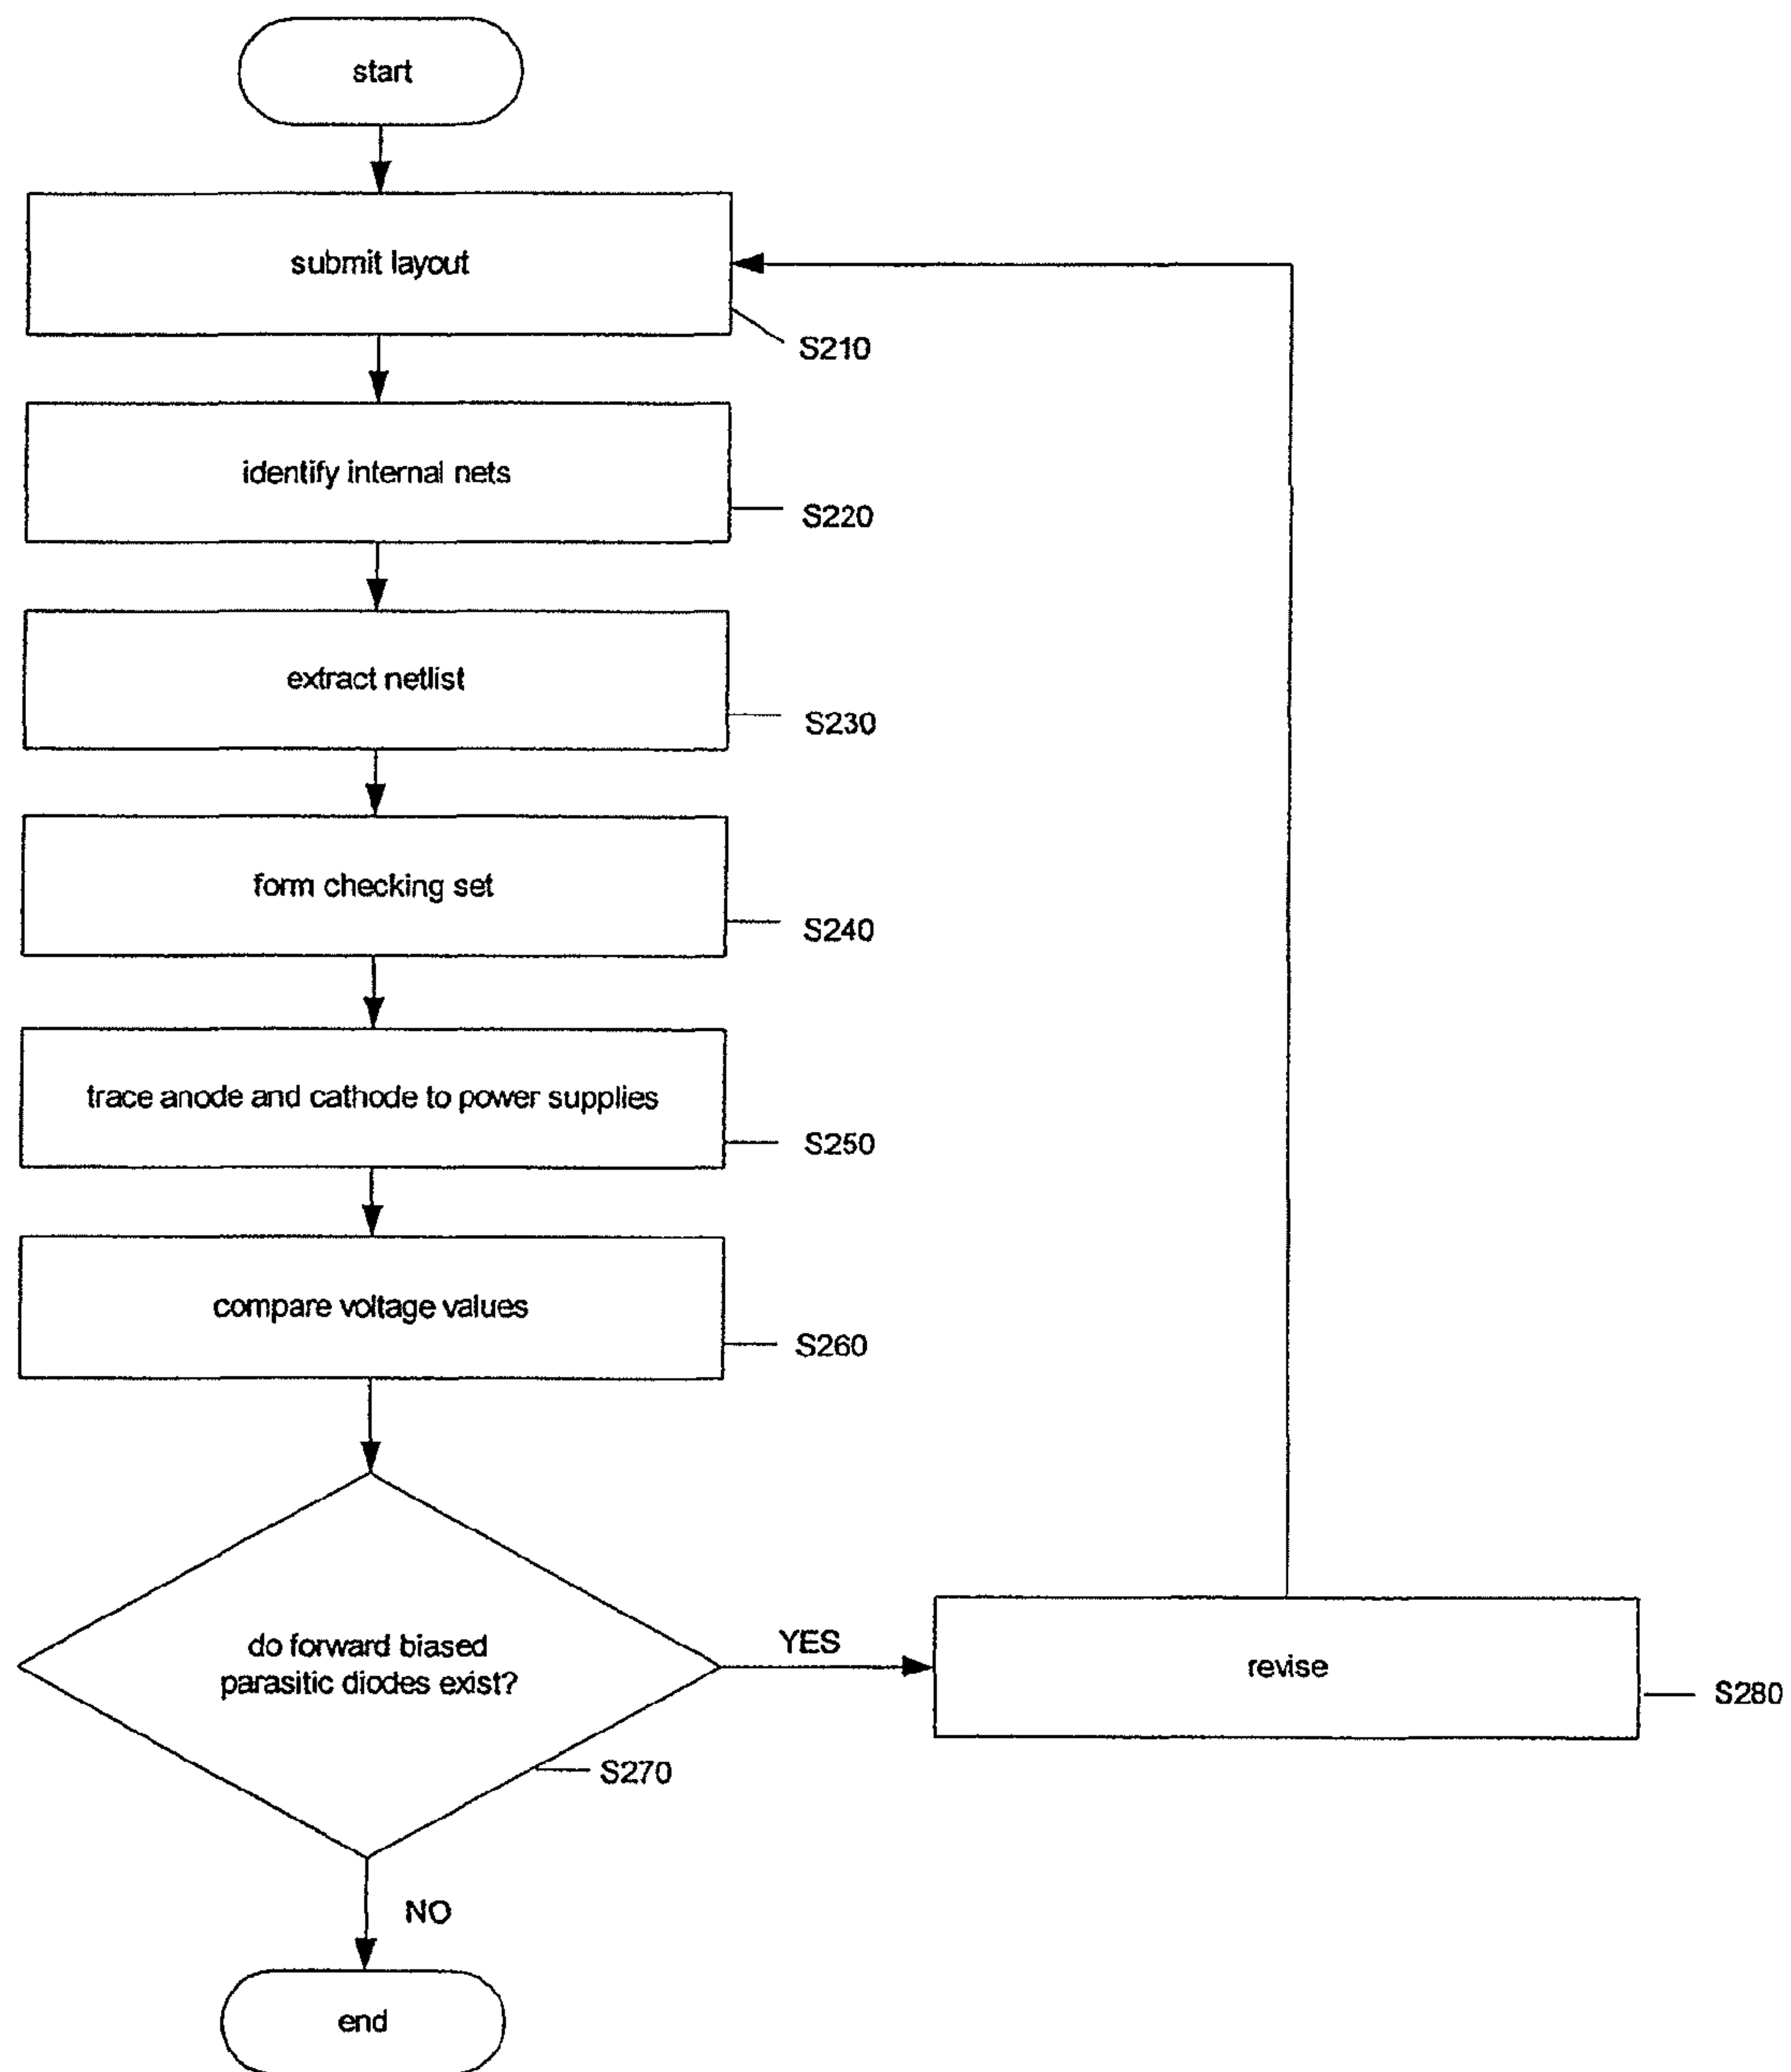 start
submit layout
S210
identify internal nets
S220
extract netlist
S230
form checking set
S240
trace anode and cathode to power supplies
S250
compare voltage values
S260
do forward biased
parasitic diodes exist?
S270
YES
revise
S280
NO
end